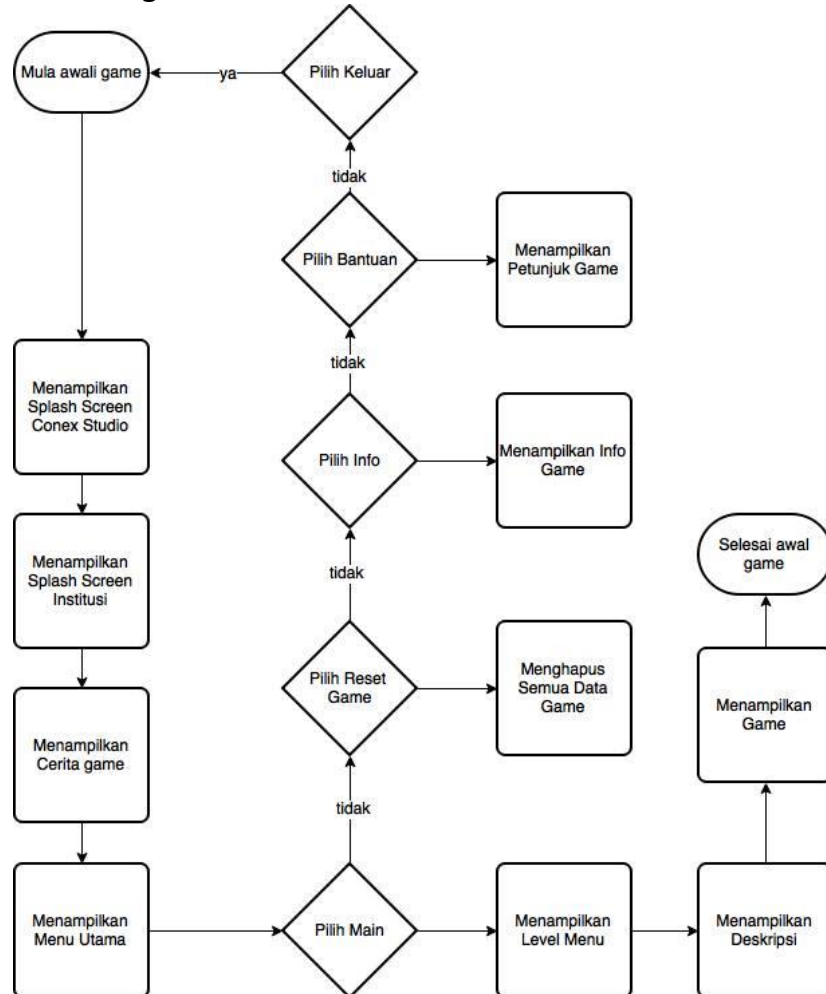 Mula awali game
ya
Pilih Keluar
tidak
Pilih Bantuan
Menampilkan
Petunjuk Game
tidak
Menampilkan
Splash Screen
Conex Studio
Pilih Info
Menampilkan Info
Game
Menampilkan
Splash Screen
Institusi
tidak
Selesai awal
game
Pilih Reset
Game
Menghapus
Semua Data
Game
Menampilkan
Game
Menampilkan
Cerita game
tidak
Menampilkan
Menu Utama
Pilih Main
Menampilkan
Level Menu
Menampilkan
Deskripsi